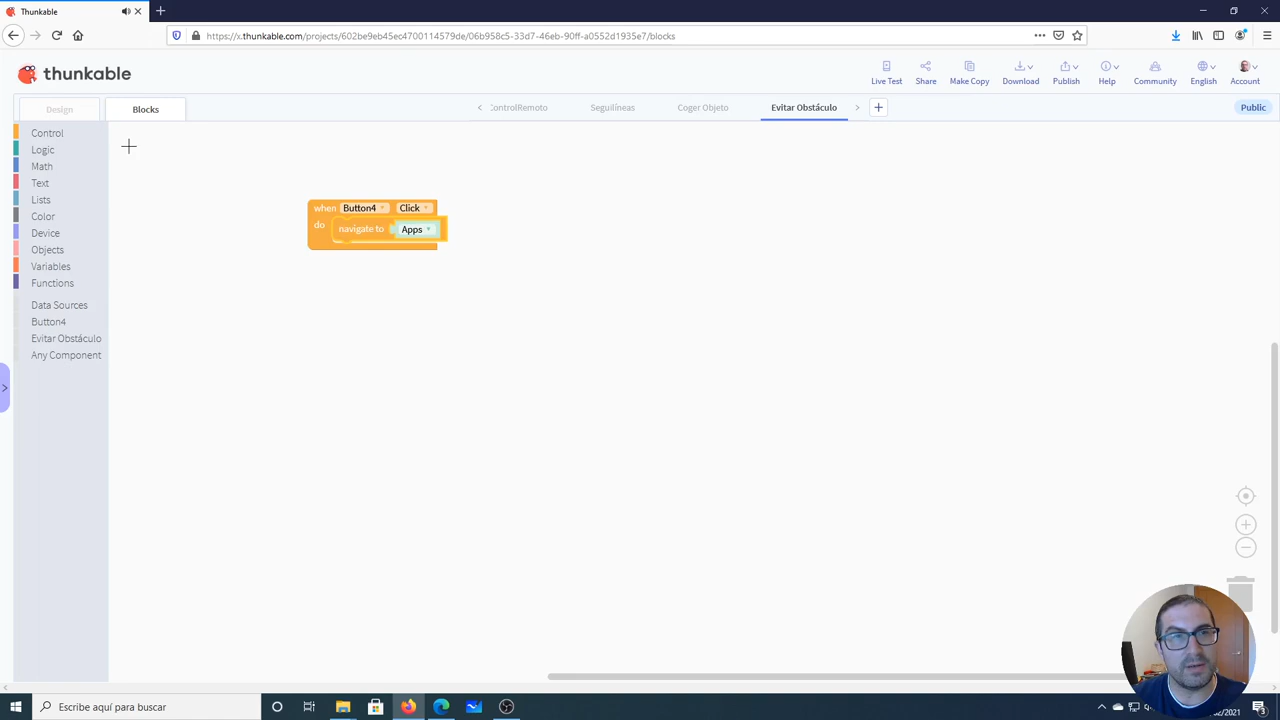 Thunkable
https://x.thunkable.com/projects/602be9eb45ec4700114579de/06b958c5-33d7-46eb-90ff-a0552d1935e7/blocks
thunkable
Live Test
Share
Make Copy
Download
Publish
Help
Community
English
Account
Design
Blocks
ControlRemoto
Seguilíneas
Coger Objeto
Evitar Obstáculo
Public
Control
Logic
Math
Text
Lists
Color
Device
Objects
Variables
Functions
Data Sources
Button4
Evitar Obstáculo
Any Component
when Button4 Click
do navigate to Apps
Escribe aquí para buscar